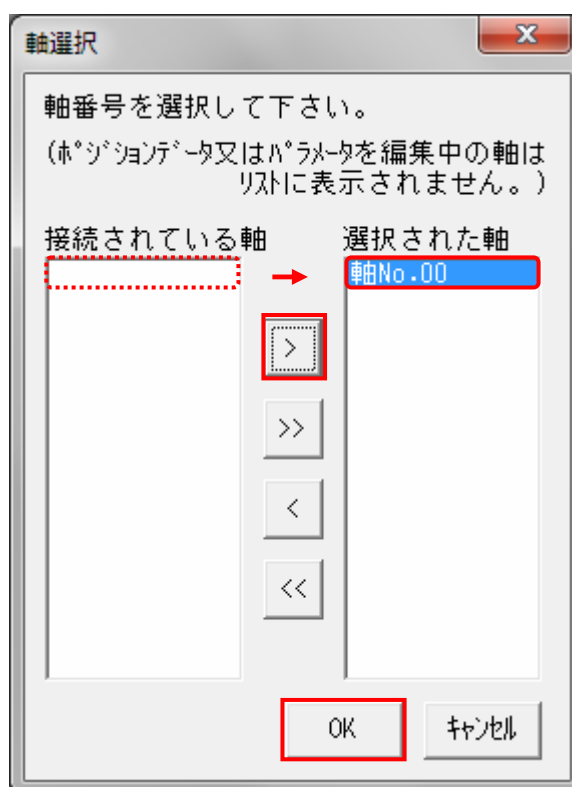 軸選択
軸番号を選択して下さい。
(ﾎﾟｼﾞｼｮﾝﾃﾞｰﾀ又はﾊﾟﾗﾒｰﾀを編集中の軸は
ﾘｽﾄに表示されません。)
接続されている軸 選択された軸
軸No.00
>
>>
<
<<
OK ｷｬﾝｾﾙ